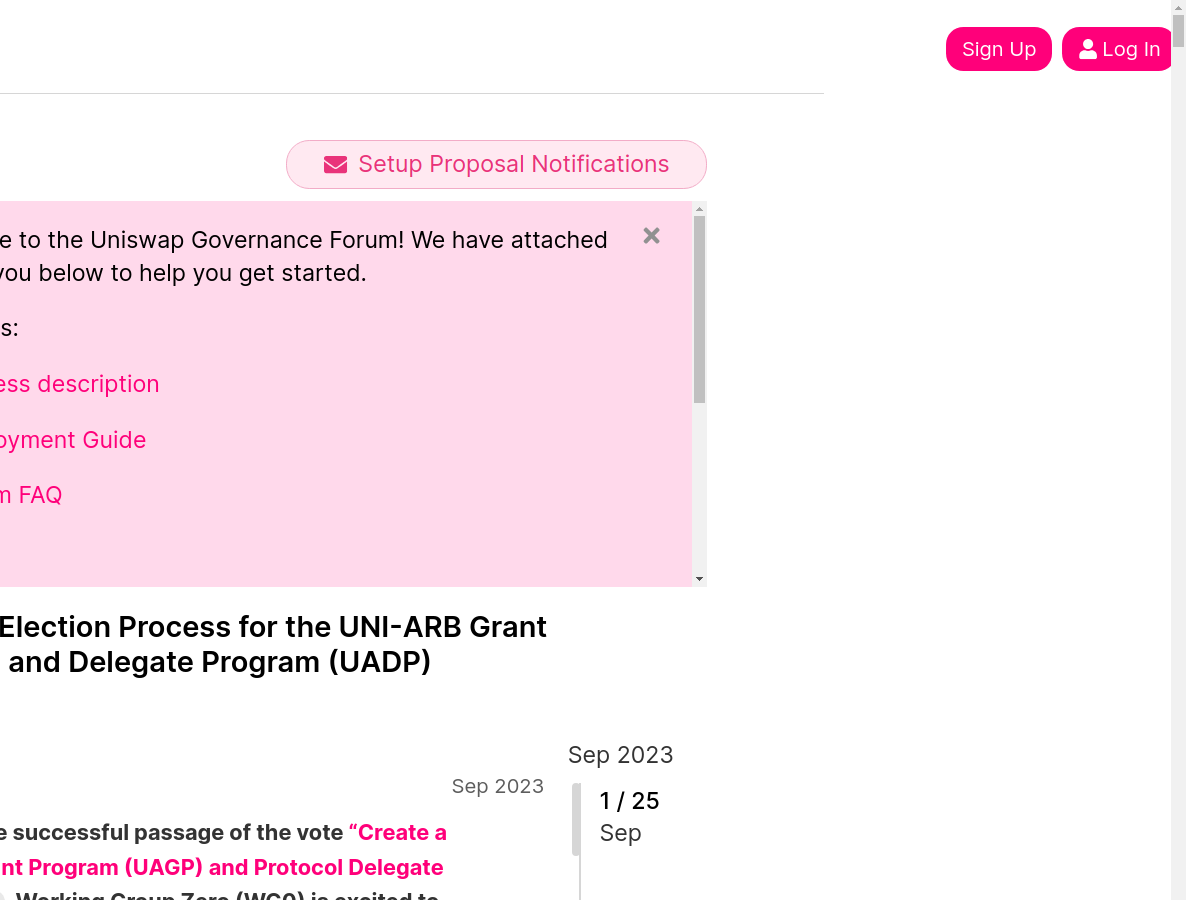 Sign Up
Log In
Setup Proposal Notifications
e to the Uniswap Governance Forum! We have attached
you below to help you get started.
s:
ess description
oyment Guide
m FAQ
Election Process for the UNI-ARB Grant
and Delegate Program (UADP)
Sep 2023
Sep 2023
1 / 25
Sep
e successful passage of the vote “Create a
nt Program (UAGP) and Protocol Delegate
Working Group Zero (WG0) is excited to